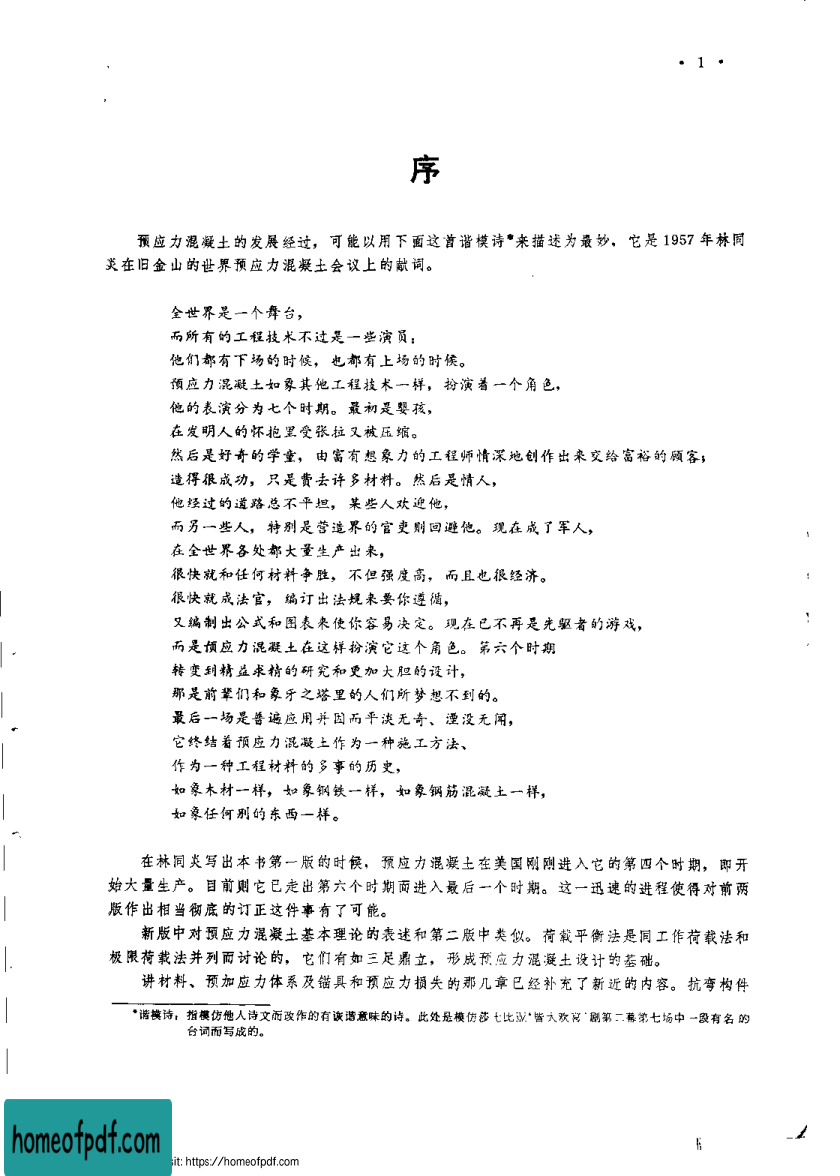 • 1 •
序
预应力混凝土的发展经过，可能以用下面这首谐模诗*来描述为最妙，它是 1957 年林同
炎在旧金山的世界预应力混凝土会议上的献词。
全世界是一个舞台，
而所有的工程技术不过是一些演员；
他们都有下场的时候，也都有上场的时候。
预应力混凝土如象其他工程技术一样，扮演着一个角色，
他的表演分为七个时期。最初是婴孩，
在发明人的怀抱里受张拉又被压缩。
然后是好奇的学童，由富有想象力的工程师情深地创作出来交给富裕的顾客；
造得很成功，只是费去许多材料。然后是情人，
他经过的道路总不平坦，某些人欢迎他，
而另一些人，特别是营造界的官吏则回避他。现在成了军人，
在全世界各处都大量生产出来，
很快就和任何材料争胜，不但强度高，而且也很经济。
很快就成法官，编订出法规来要你遵循，
又编制出公式和图表来使你容易决定。现在已不再是先驱者的游戏，
而是预应力混凝土在这样扮演它这个角色。第六个时期
转变到精益求精的研究和更加大胆的设计，
那是前辈们和象牙之塔里的人们所梦想不到的。
最后一场是普遍应用并因而平淡无奇、湮没无闻，
它终结着预应力混凝土作为一种施工方法、
作为一种工程材料的多事的历史，
如象木材一样，如象钢铁一样，如象钢筋混凝土一样，
如象任何别的东西一样。
在林同炎写出本书第一版的时候，预应力混凝土在美国刚刚进入它的第四个时期，即开
始大量生产。目前则它已走出第六个时期而进入最后一个时期。这一迅速的进程使得对前两
版作出相当彻底的订正这件事有了可能。
新版中对预应力混凝土基本理论的表述和第二版中类似。荷载平衡法是同工作荷载法和
极限荷载法并列而讨论的，它们有如三足鼎立，形成预应力混凝土设计的基础。
讲材料、预加应力体系及锚具和预应力损失的那几章已经补充了新近的内容。抗弯构件
*谐模诗：指模仿他人诗文而改作的有诙谐意味的诗。此处是模仿莎士比亚“皆大欢喜”剧第二幕第七场中一段有名的
台词而写成的。
homeofpdf.com
sit: https://homeofpdf.com